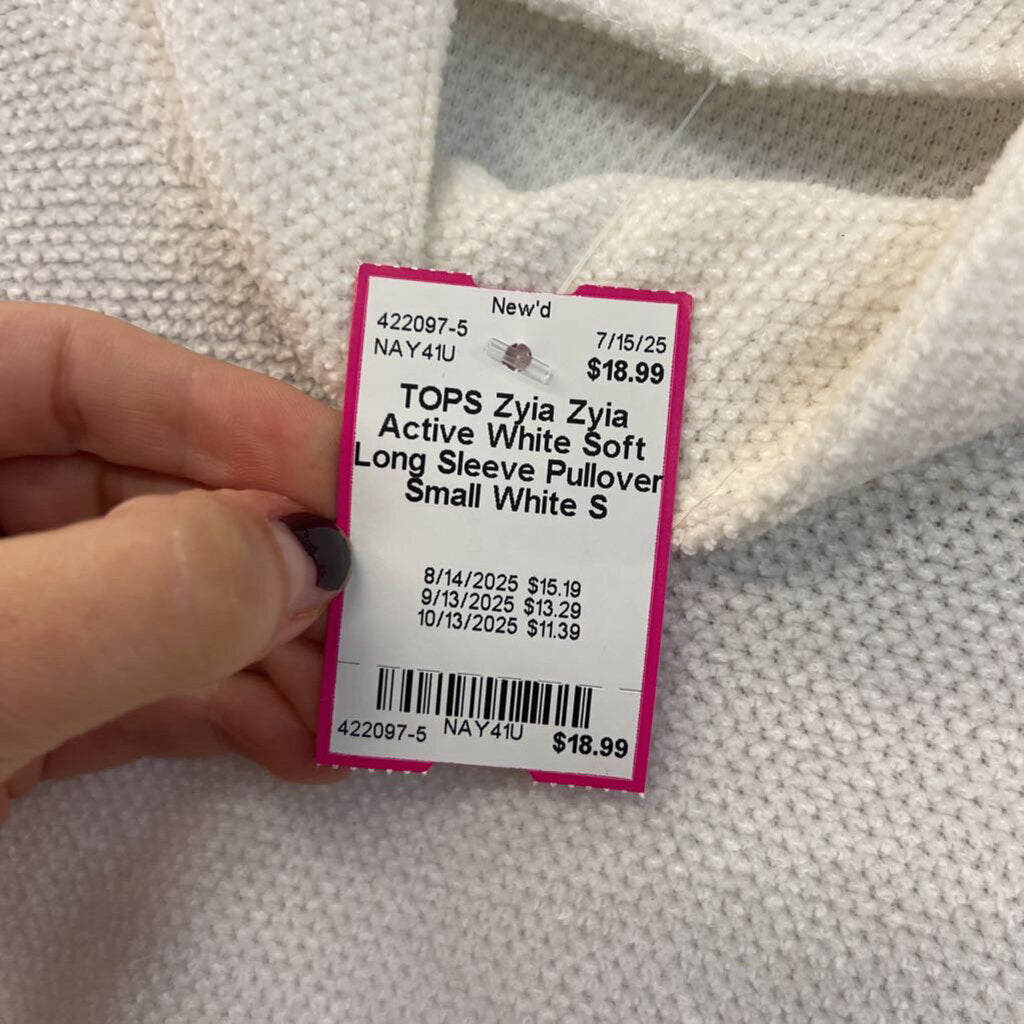 New'd
422097-5
7/15/25
NAY41U
$18.99
TOPS Zyia Zyia
Active White Soft
Long Sleeve Pullover
Small White S
8/14/2025 $15.19
9/13/2025 $13.29
10/13/2025 $11.39
422097-5 NAY41U $18.99